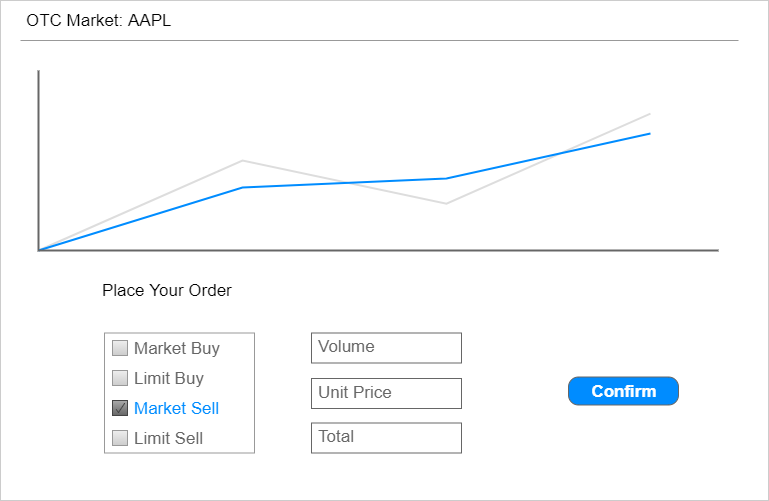 OTC Market: AAPL
Place Your Order
Market Buy
Limit Buy
Market Sell
Limit Sell
Volume
Unit Price
Total
Confirm